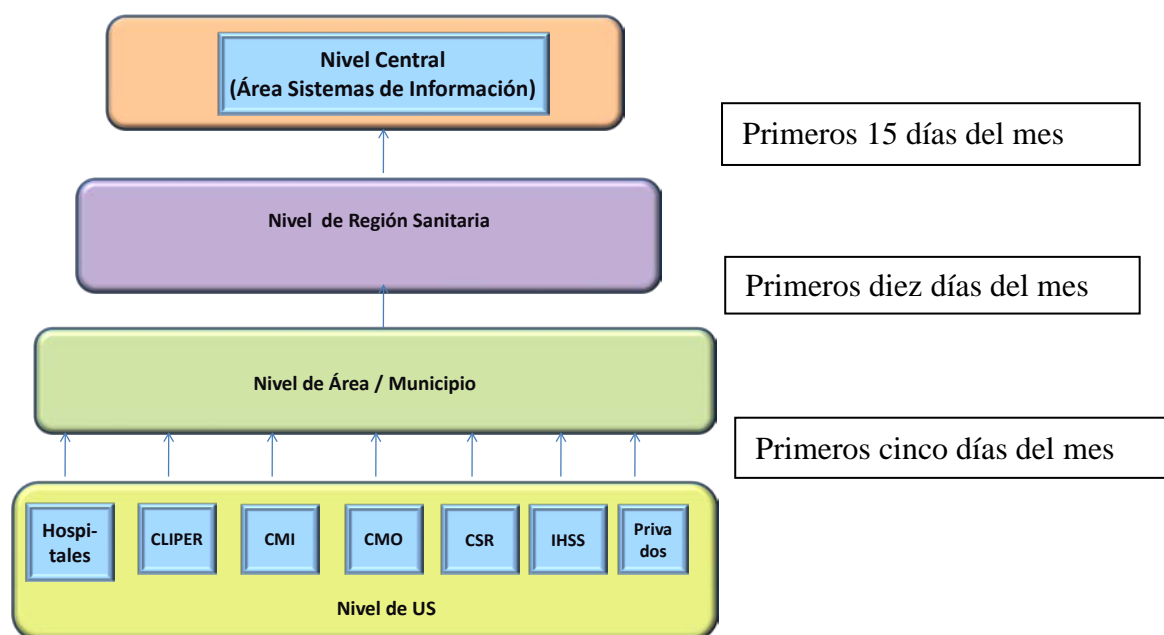 Nivel Central
(Área Sistemas de Información)
Primeros 15 días del mes
Nivel de Región Sanitaria
Primeros diez días del mes
Nivel de Área / Municipio
Primeros cinco días del mes
Hospi-
tales
CLIPER
CMI
CMO
CSR
IHSS
Priva
dos
Nivel de US